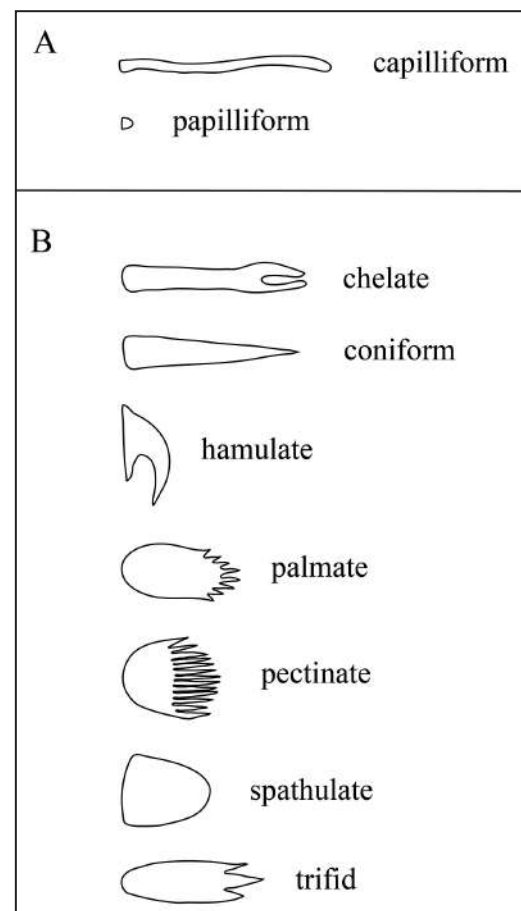 A
capilliform
papilliform
B
chelate
coniform
hamulate
palmate
pectinate
spathulate
trifid